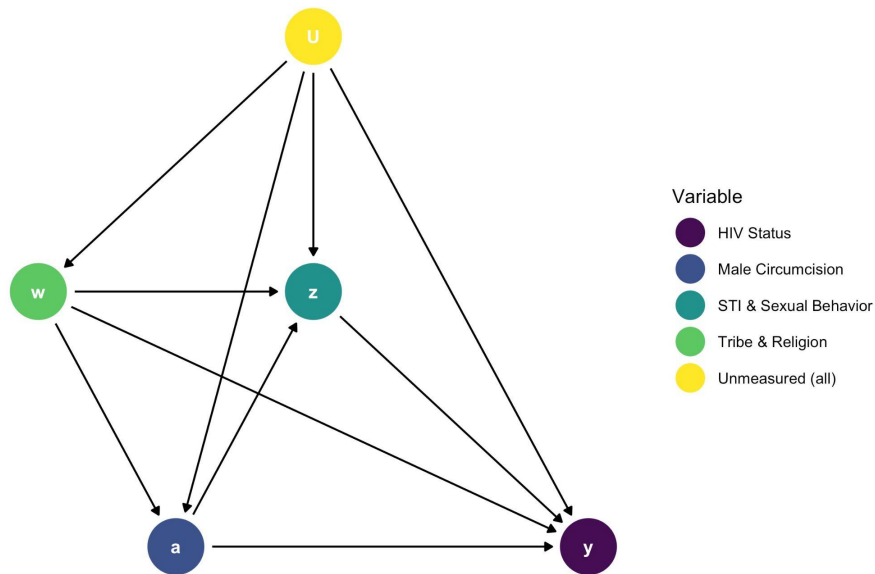 U
w
z
a
y
Variable
HIV Status
Male Circumcision
STI & Sexual Behavior
Tribe & Religion
Unmeasured (all)